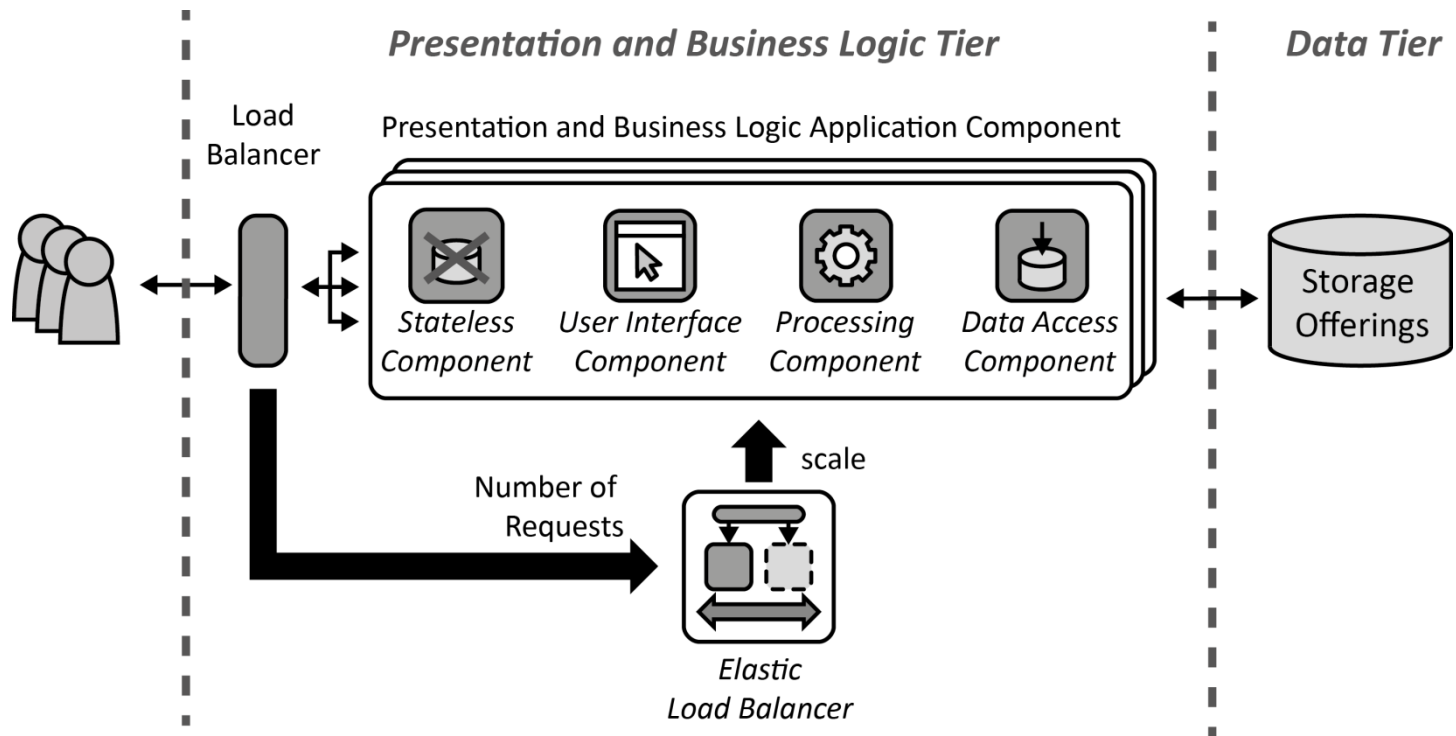 Presentation and Business Logic Tier
Data Tier
Load
Balancer
Presentation and Business Logic Application Component
Stateless
Component
User Interface
Component
Processing
Component
Data Access
Component
Storage
Offerings
scale
Number of
Requests
Elastic
Load Balancer